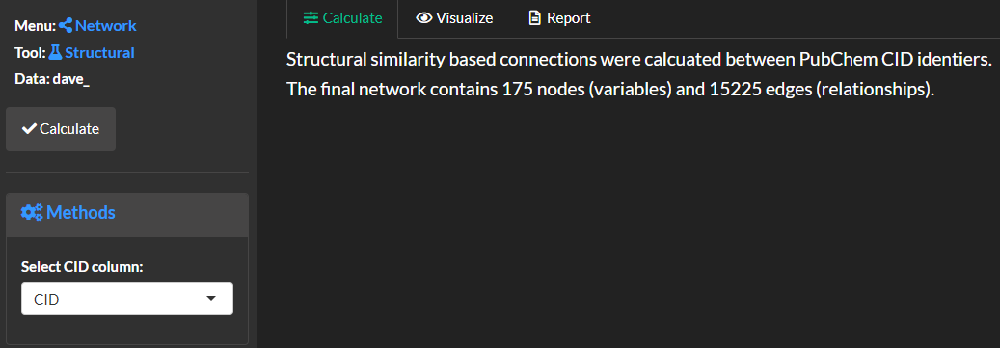 Menu: Network
Tool: Structural
Data: dave_
Calculate
Methods
Select CID column:
CID
Calculate
Visualize
Report
Structural similarity based connections were calcuated between PubChem CID identiers.
The final network contains 175 nodes (variables) and 15225 edges (relationships).